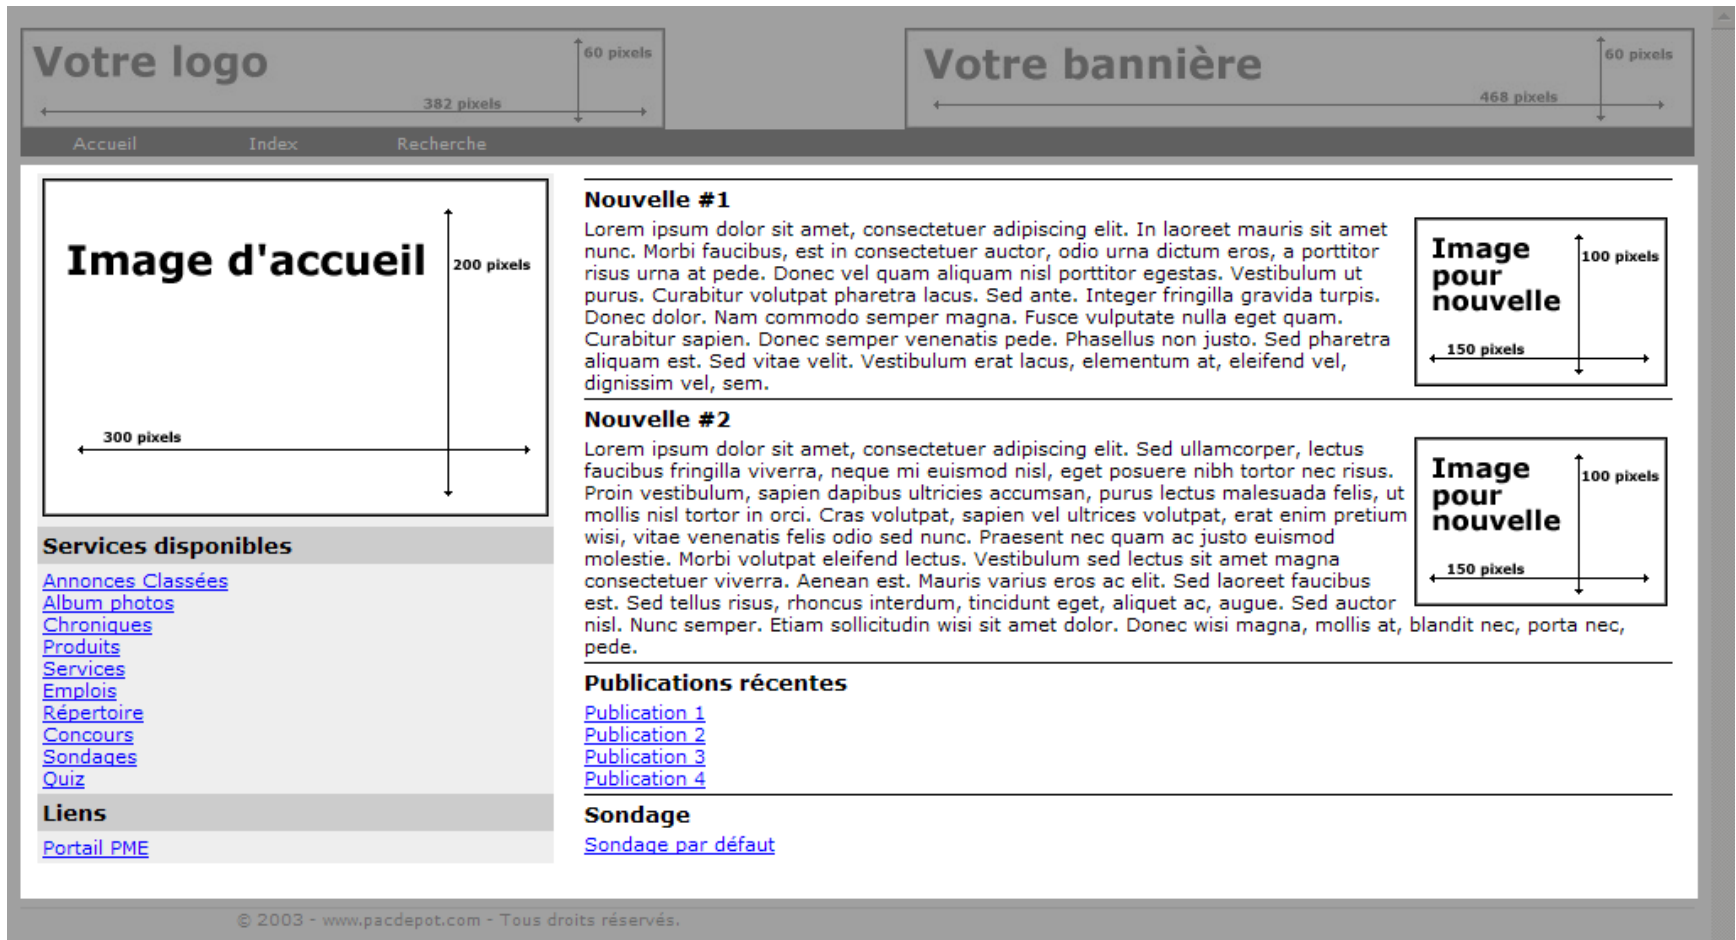 Votre logo
60 pixels
382 pixels
Votre bannière
60 pixels
468 pixels
Accueil Index Recherche
Image d'accueil
200 pixels
300 pixels
Services disponibles
Annonces Classées
Album photos
Chroniques
Produits
Services
Emplois
Répertoire
Concours
Sondages
Quiz
Liens
Portail PME
Nouvelle #1
Lorem ipsum dolor sit amet, consectetuer adipiscing elit. In laoreet mauris sit amet
nunc. Morbi faucibus, est in consectetuer auctor, odio urna dictum eros, a porttitor
risus urna at pede. Donec vel quam aliquam nisl porttitor egestas. Vestibulum ut
purus. Curabitur volutpat pharetra lacus. Sed ante. Integer fringilla gravida turpis.
Donec dolor. Nam commodo semper magna. Fusce vulputate nulla eget quam.
Curabitur sapien. Donec semper venenatis pede. Phasellus non justo. Sed pharetra
aliquam est. Sed vitae velit. Vestibulum erat lacus, elementum at, eleifend vel,
dignissim vel, sem.
Image
pour
nouvelle
100 pixels
150 pixels
Nouvelle #2
Lorem ipsum dolor sit amet, consectetuer adipiscing elit. Sed ullamcorper, lectus
faucibus fringilla viverra, neque mi euismod nisl, eget posuere nibh tortor nec risus.
Proin vestibulum, sapien dapibus ultricies accumsan, purus lectus malesuada felis, ut
mollis nisl tortor in orci. Cras volutpat, sapien vel ultrices volutpat, erat enim pretium
wisi, vitae venenatis felis odio sed nunc. Praesent nec quam ac justo euismod
molestie. Morbi volutpat eleifend lectus. Vestibulum sed lectus sit amet magna
consectetuer viverra. Aenean est. Mauris varius eros ac elit. Sed laoreet faucibus
est. Sed tellus risus, rhoncus interdum, tincidunt eget, aliquet ac, augue. Sed auctor
nisl. Nunc semper. Etiam sollicitudin wisi sit amet dolor. Donec wisi magna, mollis at, blandit nec, porta nec,
pede.
Image
pour
nouvelle
100 pixels
150 pixels
Publications récentes
Publication 1
Publication 2
Publication 3
Publication 4
Sondage
Sondage par défaut
© 2003 - www.pacdepot.com - Tous droits réservés.